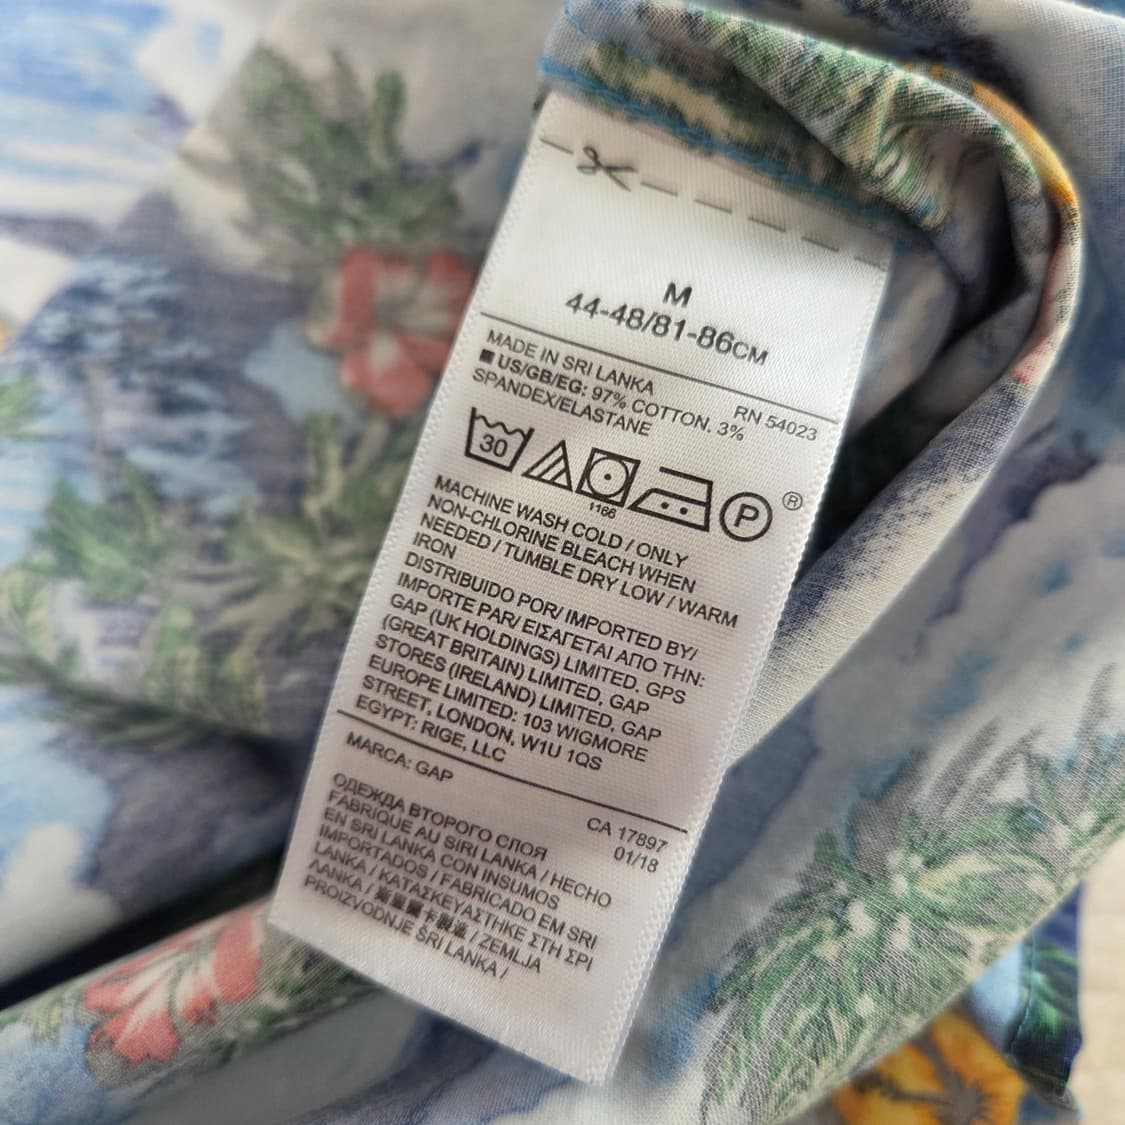 M
44-48/81-86CM
MADE IN SRI LANKA
RN 54023
US/GB/EG: 97% COTTON. 3%
SPANDEX/ELASTANE
30
1166
P
®
MACHINE WASH COLD / ONLY
NON-CHLORINE BLEACH WHEN
NEEDED / TUMBLE DRY LOW / WARM
IRON
DISTRIBUIDO POR/ IMPORTED BY/
IMPORTE PAR/ ΕΙΣΑΓΕΤΑΙ ΑΠΟ ΤΗΝ:
GAP (UK HOLDINGS) LIMITED, GPS
(GREAT BRITAIN) LIMITED, GAP
STORES (IRELAND) LIMITED, GAP
EUROPE LIMITED: 103 WIGMORE
STREET, LONDON, W1U 1QS
EGYPT: RIGE, LLC
MARCA: GAP
CA 17897
01/18
ОДЕЖДА ВТОРОГО СЛОЯ
FABRIQUE AU SIRI LANKA / HECHO
EN SRI LANKA CON INSUMOS
IMPORTADOS / FABRICADO EM SRI
LANKA / ΚΑΤΑΣΚΕΥΑΣΤΗΚΕ ΣΤΗ ΣΡΙ
ΛΑΝΚΑ / 卡製造 / ZEMLJA
PROIZVODNJE ŠRI LANKA /